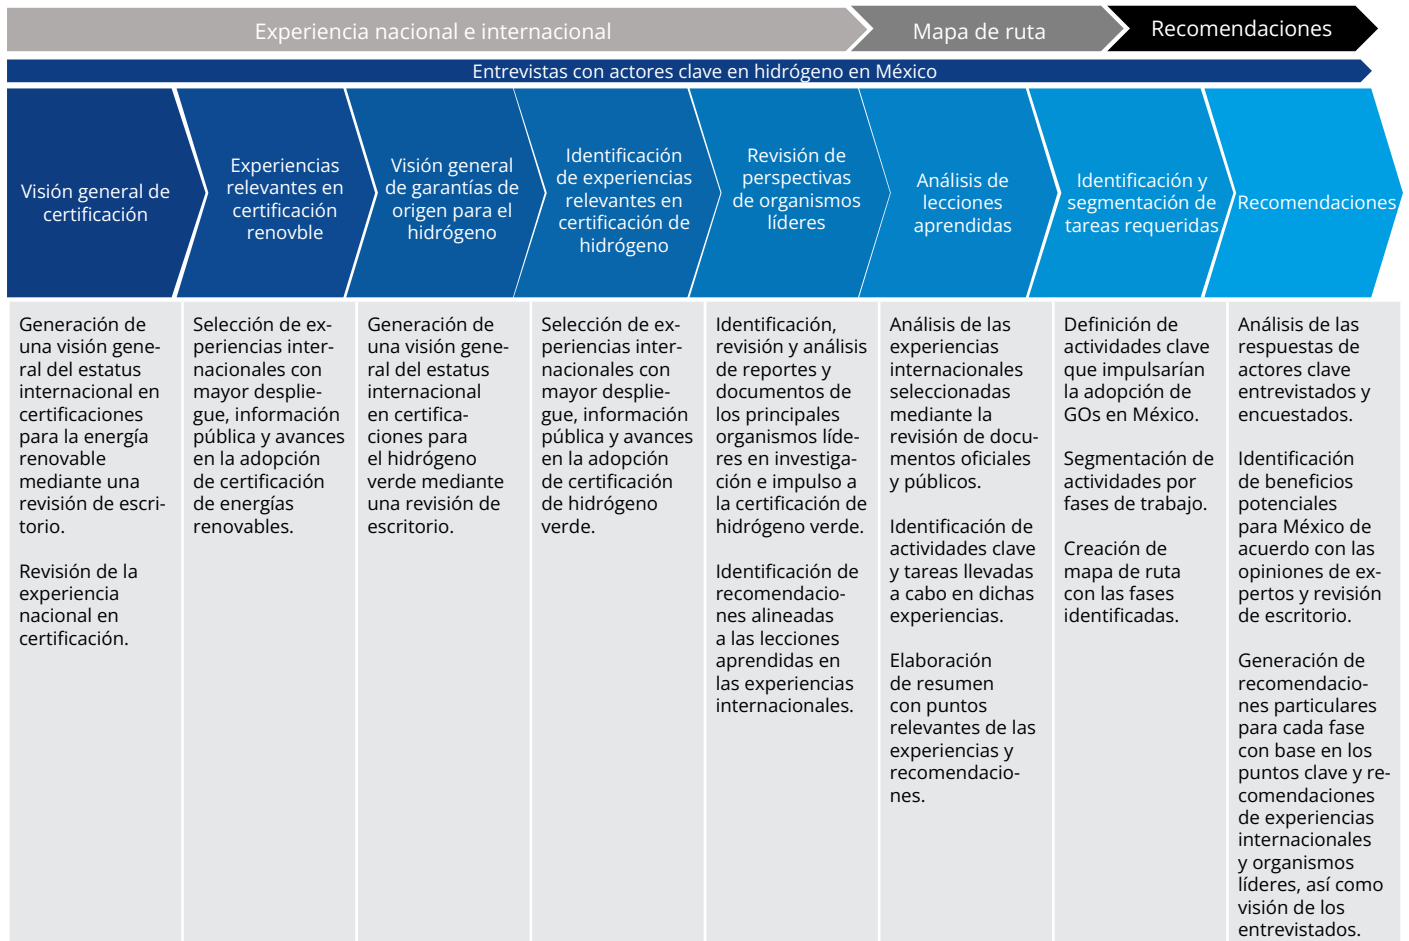 Experiencia nacional e internacional
Mapa de ruta
Recomendaciones
Entrevistas con actores clave en hidrógeno en México
Visión general de
certificación
Experiencias
relevantes en
certificación
renovble
Visión general
de garantías de
origen para el
hidrógeno
Identificación
de experiencias
relevantes en
certificación de
hidrógeno
Revisión de
perspectivas
de organismos
líderes
Análisis de
lecciones
aprendidas
Identificación y
segmentación de
tareas requeridas
Recomendaciones
Generación de
una visión gene-
ral del estatus
internacional en
certificaciones
para la energía
renovable
mediante una
revisión de escri-
torio.
Revisión de la
experiencia
nacional en
certificación.
Selección de ex-
periencias inter-
nacionales con
mayor desplie-
gue, información
pública y avances
en la adopción
de certificación
de energías
renovables.
Generación de
una visión gene-
ral del estatus
internacional
en certifica-
ciones para
el hidrógeno
verde mediante
una revisión de
escritorio.
Selección de ex-
periencias inter-
nacionales con
mayor desplie-
gue, información
pública y avances
en la adopción
de certificación
de hidrógeno
verde.
Identificación,
revisión y análisis
de reportes y
documentos de
los principales
organismos líde-
res en investiga-
ción e impulso a
la certificación de
hidrógeno verde.
Identificación de
recomendacio-
nes alineadas
a las lecciones
aprendidas en
las experiencias
internacionales.
Análisis de las
experiencias
internacionales
seleccionadas
mediante la
revisión de docu-
mentos oficiales
y públicos.
Identificación de
actividades clave
y tareas llevadas
a cabo en dichas
experiencias.
Elaboración
de resumen
con puntos
relevantes de las
experiencias y
recomendacio-
nes.
Definición de
actividades clave
que impulsarían
la adopción de
GOs en México.
Segmentación de
actividades por
fases de trabajo.
Creación de
mapa de ruta
con las fases
identificadas.
Análisis de las
respuestas de
actores clave
entrevistados y
encuestados.
Identificación
de beneficios
potenciales
para México de
acuerdo con las
opiniones de ex-
pertos y revisión
de escritorio.
Generación de
recomendacio-
nes particulares
para cada fase
con base en los
puntos clave y re-
comendaciones
de experiencias
internacionales
y organismos
líderes, así como
visión de los
entrevistados.